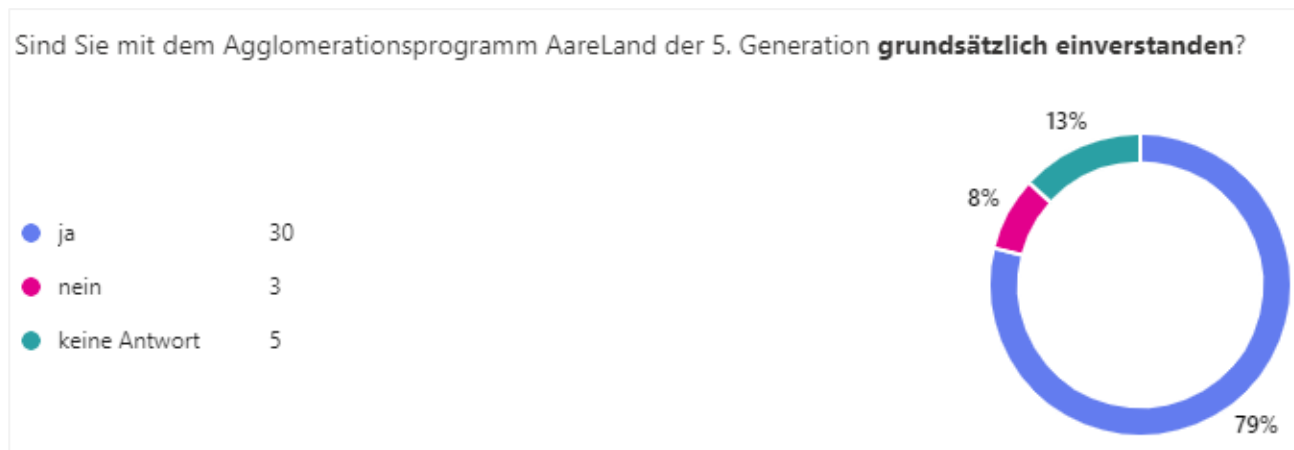 Sind Sie mit dem Agglomerationsprogramm AareLand der 5. Generation grundsätzlich einverstanden?
ja 30
nein 3
keine Antwort 5
13%
8%
79%